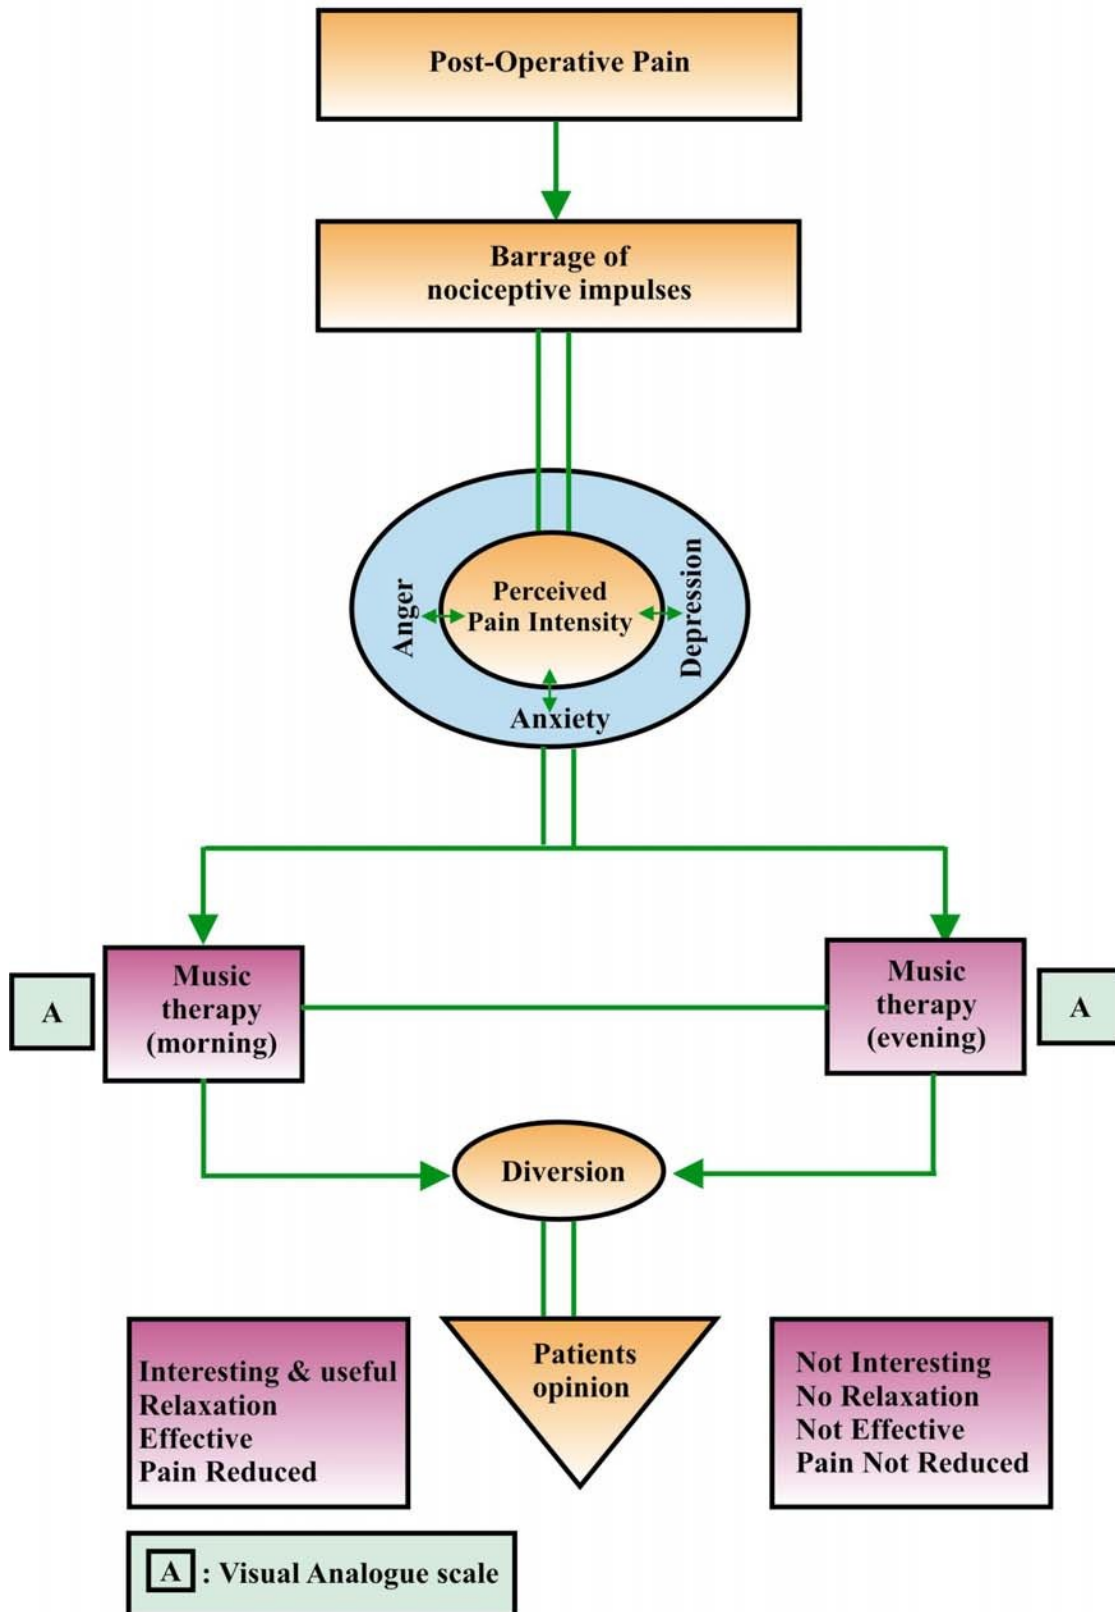 Post-Operative Pain
Barrage of
nociceptive impulses
Perceived
Pain Intensity
Anger
Depression
Anxiety
A
Music
therapy
(morning)
Music
therapy
(evening)
A
Diversion
Interesting & useful
Relaxation
Effective
Pain Reduced
Patients
opinion
Not Interesting
No Relaxation
Not Effective
Pain Not Reduced
A : Visual Analogue scale